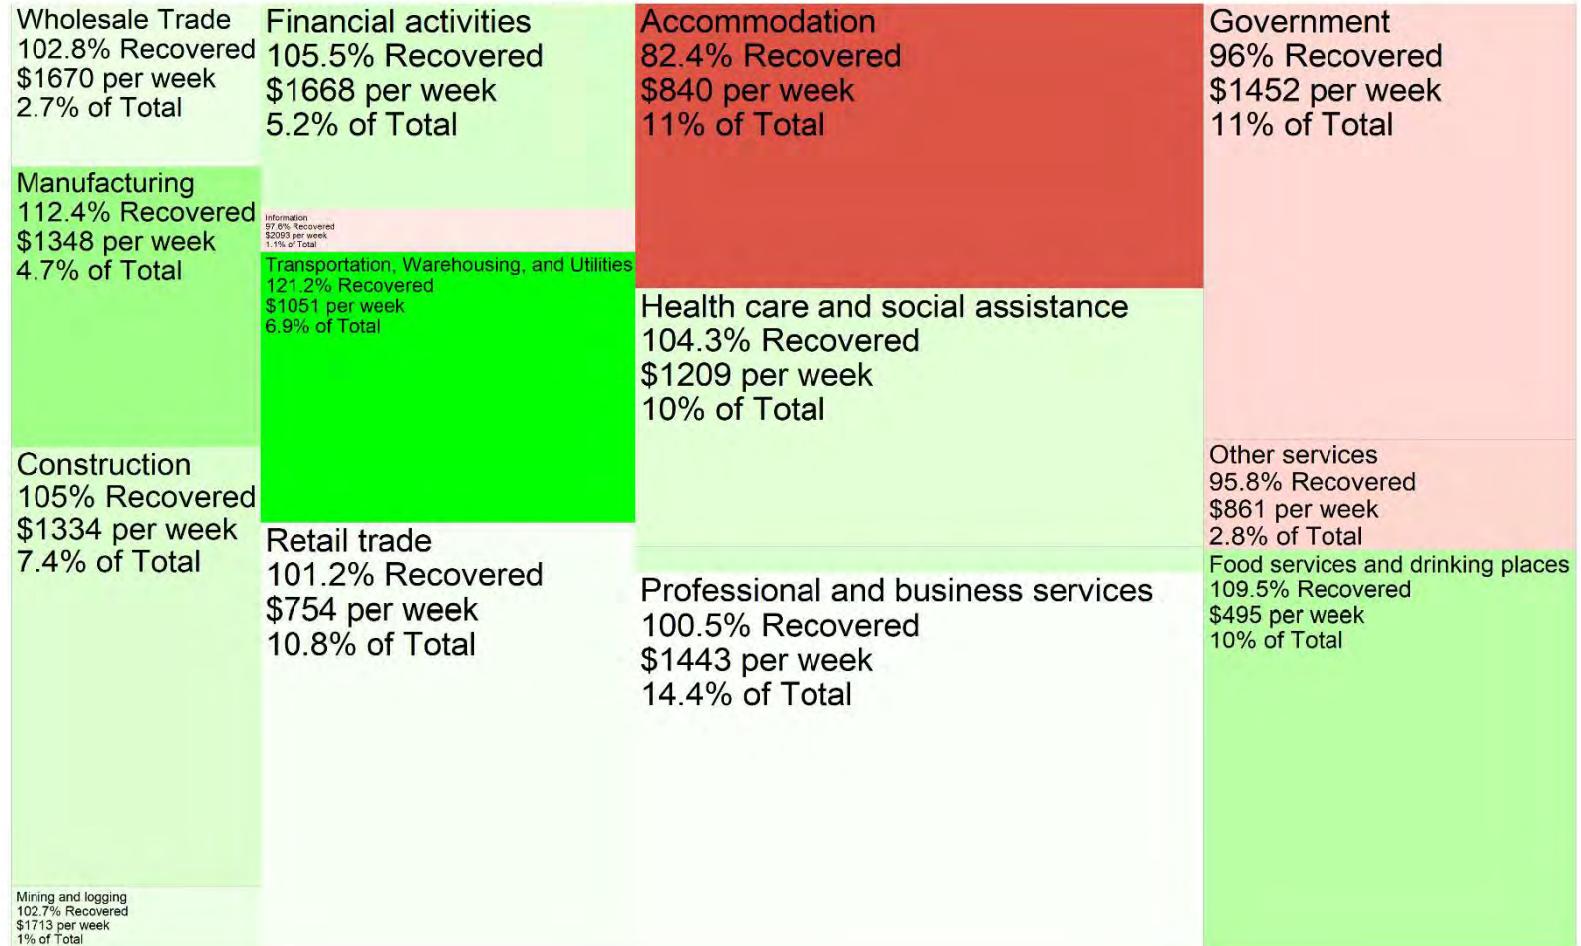 Wholesale Trade
102.8% Recovered
$1670 per week
2.7% of Total
Manufacturing
112.4% Recovered
$1348 per week
4.7% of Total
Construction
105% Recovered
$1334 per week
7.4% of Total
Mining and logging
102.7% Recovered
$1713 per week
1% of Total
Financial activities
105.5% Recovered
$1668 per week
5.2% of Total
Information
97.6% Recovered
$2093 per week
1.1% of Total
Transportation, Warehousing, and Utilities
121.2% Recovered
$1051 per week
6.9% of Total
Retail trade
101.2% Recovered
$754 per week
10.8% of Total
Accommodation
82.4% Recovered
$840 per week
11% of Total
Health care and social assistance
104.3% Recovered
$1209 per week
10% of Total
Professional and business services
100.5% Recovered
$1443 per week
14.4% of Total
Government
96% Recovered
$1452 per week
11% of Total
Other services
95.8% Recovered
$861 per week
2.8% of Total
Food services and drinking places
109.5% Recovered
$495 per week
10% of Total